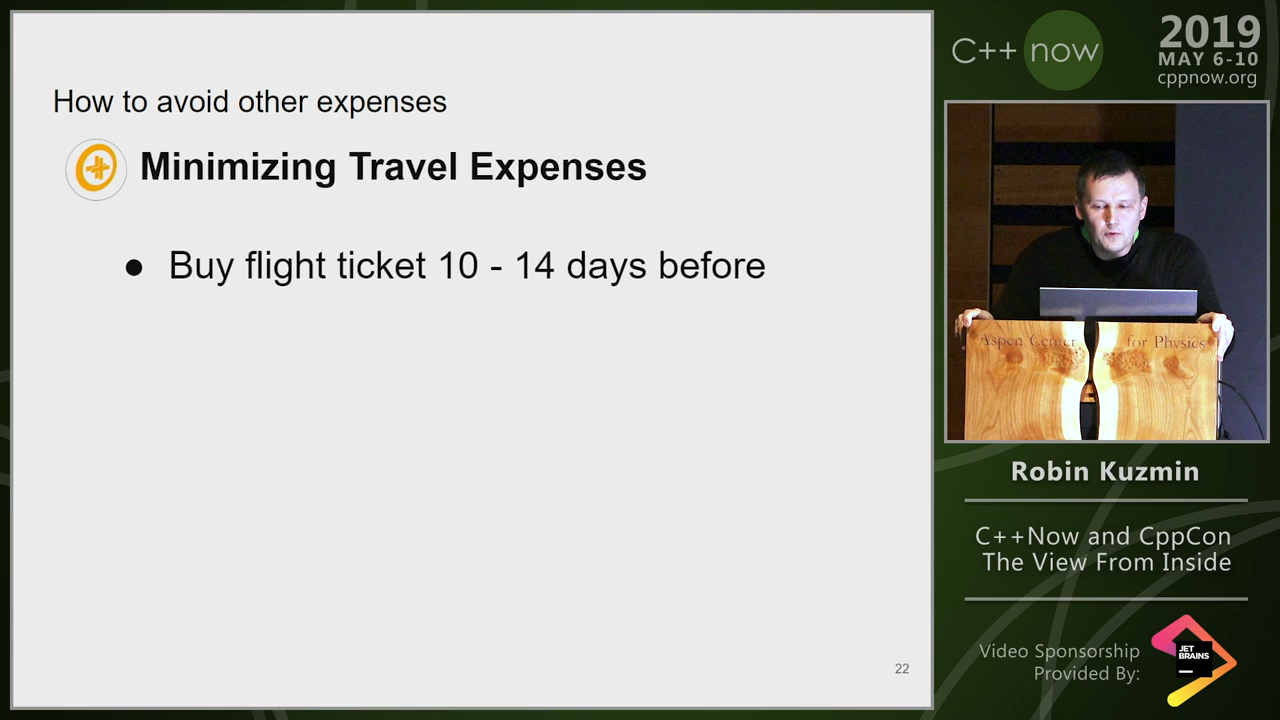 How to avoid other expenses
Minimizing Travel Expenses
● Buy flight ticket 10 - 14 days before
22
C++ now
2019
MAY 6-10
cppnow.org
Aspen Center for Physics
Robin Kuzmin
C++Now and CppCon
The View From Inside
Video Sponsorship
Provided By:
JET
BRAINS